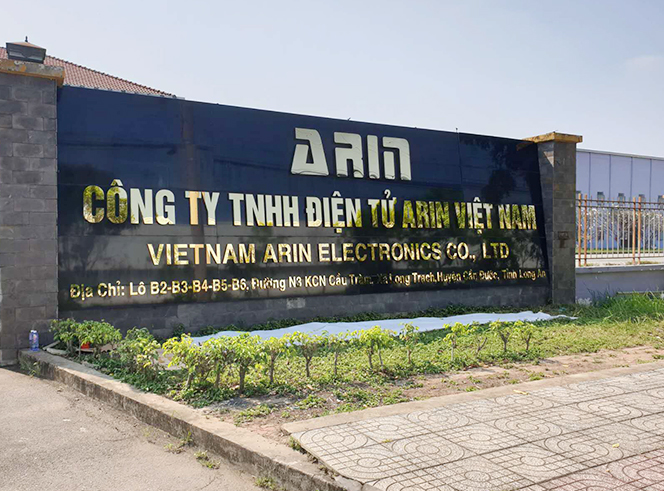 ARIN
CÔNG TY TNHH ĐIỆN TỬ ARIN VIỆT NAM
VIETNAM ARIN ELECTRONICS CO., LTD
Địa Chỉ: Lô B2-B3-B4-B5-B6, Đường N3 KCN Cầu Tràm, Xã Long Trạch, Huyện Cần Đước, Tỉnh Long An